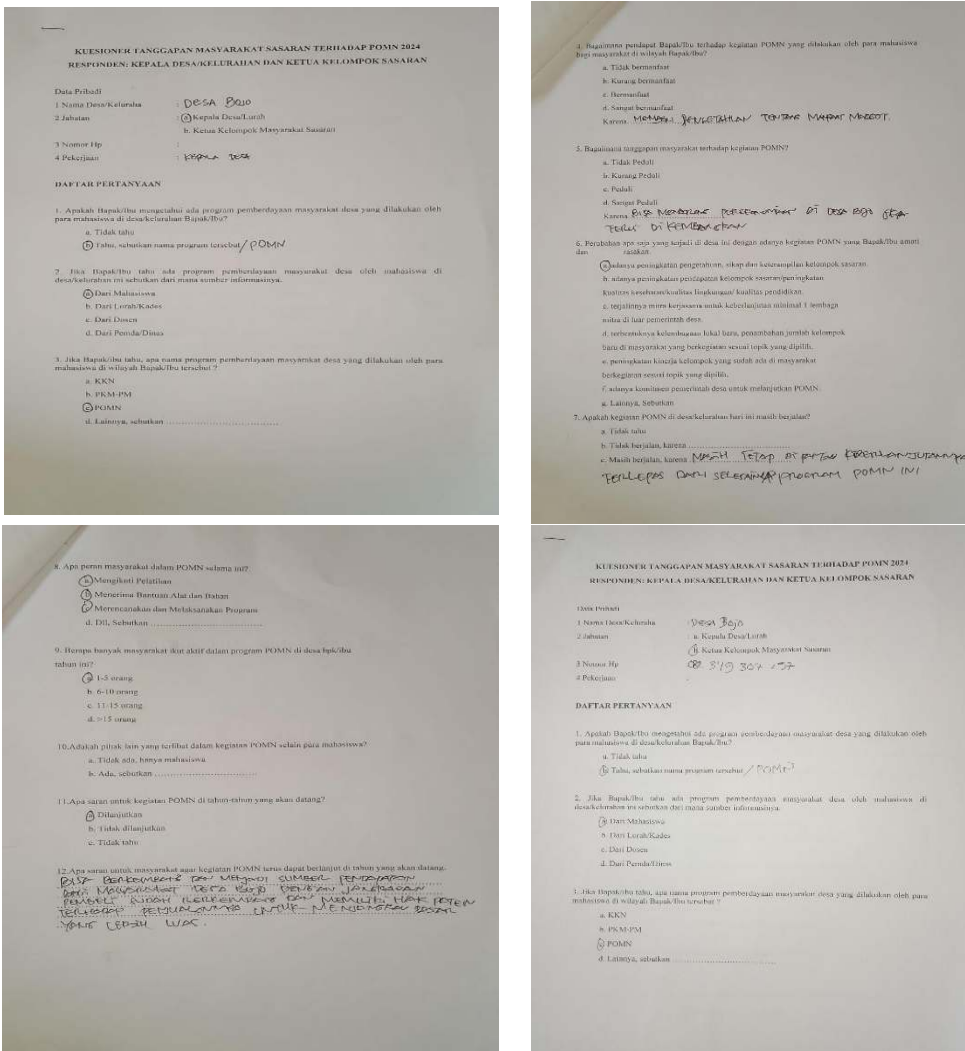 KUESIONER TANGGAPAN MASYARAKAT SASARAN TERHADAP POMN 2024
RESPONDEN: KEPALA DESA/KELURAHAN DAN KETUA KELOMPOK SASARAN
Data Pribadi
1 Nama Desa/Keluraha : DESA BOJO
2 Jabatan : a Kepala Desa/Lurah
b. Ketua Kelompok Masyarakat Sasaran
3 Nomor Hp :
4 Pekerjaan : KEPALA DESA
DAFTAR PERTANYAAN
1. Apakah Bapak/Ibu mengetahui ada program pemberdayaan masyarakat desa yang dilakukan oleh
para mahasiswa di desa/kelurahan Bapak/Ibu?
a. Tidak tahu
b Tahu, sebutkan nama program tersebut / POMN
2. Jika Bapak/Ibu tahu ada program pemberdayaan masyarakat desa oleh mahasiswa di
desa/kelurahan ini sebutkan dari mana sumber informasinya.
a Dari Mahasiswa
b. Dari Lurah/Kades
c. Dari Dosen
d. Dari Pemda/Dinas
3. Jika Bapak/ibu tahu, apa nama program pemberdayaan masyarakat desa yang dilakukan oleh para
mahasiswa di wilayah Bapak/Ibu tersebut ?
a. KKN
b. PKM-PM
c POMN
d. Lainnya, sebutkan ................................
4. Bagaimana pendapat Bapak/Ibu terhadap kegiatan POMN yang dilakukan oleh para mahasiswa
bagi masyarakat di wilayah Bapak/Ibu?
a. Tidak bermanfaat
b. Kurang bermanfaat
c. Bermanfaat
d. Sangat bermanfaat
Karena PENGETAHUAN TENTANG MANFAAT MAGGOT.
5. Bagaimana tanggapan masyarakat terhadap kegiatan POMN?
a. Tidak Peduli
b. Kurang Peduli
c. Peduli
d. Sangat Peduli
Karena BISA PEREKONOMIAN DI DESA BOJO
TERUS DI KEMBANGKAN
6. Perubahan apa saja yang terjadi di desa ini dengan adanya kegiatan POMN yang Bapak/Ibu amati
dan rasakan.
a adanya peningkatan pengetahuan, sikap dan keterampilan kelompok sasaran
b. adanya peningkatan pendapatan kelompok sasaran/peningkatan
kualitas kesehatan/kualitas lingkungan/ kualitas pendidikan.
c. terjalinnya mitra kerjasama untuk keberlanjutan minimal 1 lembaga
mitra di luar pemerintah desa.
d. terbentuknya kelembagaan lokal baru, penambahan jumlah kelompok
baru di masyarakat yang berkegiatan sesuai topik yang dipilih.
e. peningkatan kinerja kelompok yang sudah ada di masyarakat
berkegiatan sesuai topik yang dipilih.
f. adanya komitmen pemerintah desa untuk melanjutkan POMN
g. Lainnya, Sebutkan
7. Apakah kegiatan POMN di desa/kelurahan hari ini masih berjalan?
a. Tidak tahu
b. Tidak berjalan, karena ................................
c. Masih berjalan, karena MASIH TETAP DI
TERLEPAS DARI SELESAINYA PROGRAM POMN INI
8. Apa peran masyarakat dalam POMN selama ini?
a Mengikuti Pelatihan
b Menerima Bantuan Alat dan Bahan
c Merencanakan dan Melaksanakan Program
d. Dll, Sebutkan ................................
9. Berapa banyak masyarakat ikut aktif dalam program POMN di desa bpk/ibu
tahun ini?
a 1-5 orang
b. 6-10 orang
c. 11-15 orang
d. >15 orang
10.Adakah pihak lain yang terlibat dalam kegiatan POMN selain para mahasiswa?
a. Tidak ada, hanya mahasiswa
b. Ada, sebutkan ................................
11.Apa saran untuk kegiatan POMN di tahun-tahun yang akan datang?
a Dilanjutkan
b. Tidak dilanjutkan
c. Tidak tahu
12.Apa saran untuk masyarakat agar kegiatan POMN terus dapat berlanjut di tahun yang akan datang.
BISA BERKEMBANG DAN MENJADI SUMBER PENDAPATAN
DARI MASYARAKAT DESA BOJO DENGAN JANGKAUAN
PEMBELI SUDAH BERKEMBANG DAN MEMILIKI HAK PATEN
TERHADAP PENJUALANNYA UNTUK MENJANGKAU PASAR
YANG LEBIH LUAS.
KUESIONER TANGGAPAN MASYARAKAT SASARAN TERHADAP POMN 2024
RESPONDEN: KEPALA DESA/KELURAHAN DAN KETUA KELOMPOK SASARAN
Data Pribadi
1 Nama Desa/Keluraha : Desa Bojo
2 Jabatan : a. Kepala Desa/Lurah
b. Ketua Kelompok Masyarakat Sasaran
3 Nomor Hp
4 Pekerjaan :
DAFTAR PERTANYAAN
1. Apakah Bapak/Ibu mengetahui ada program pemberdayaan masyarakat desa yang dilakukan oleh
para mahasiswa di desa/kelurahan Bapak/Ibu?
a. Tidak tahu
b Tahu, sebutkan nama program tersebut / POMN
2. Jika Bapak/Ibu tahu ada program pemberdayaan masyarakat desa oleh mahasiswa di
desa/kelurahan ini sebutkan dari mana sumber informasinya.
a Dari Mahasiswa
b. Dari Lurah/Kades
c. Dari Dosen
d. Dari Pemda/Dinas
3. Jika Bapak/ibu tahu, apa nama program pemberdayaan masyarakat desa yang dilakukan oleh para
mahasiswa di wilayah Bapak/Ibu tersebut ?
a. KKN
b. PKM-PM
c POMN
d. Lainnya, sebutkan ................................